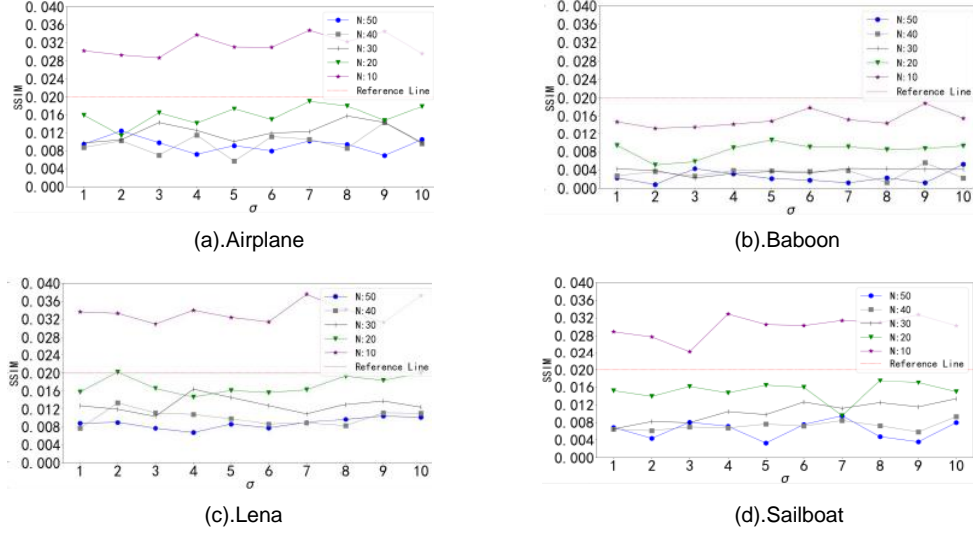 0.040
0.036
0.032
0.028
0.024
0.020
0.016
0.012
0.008
0.004
0.000
SSIM
N:50
N:40
N:30
N:20
N:10
Reference Line
1 2 3 4 5 6 7 8 9 10
σ
(a).Airplane
0.040
0.036
0.032
0.028
0.024
0.020
0.016
0.012
0.008
0.004
0.000
SSIM
N:50
N:40
N:30
N:20
N:10
Reference Line
1 2 3 4 5 6 7 8 9 10
σ
(b).Baboon
0.040
0.036
0.032
0.028
0.024
0.020
0.016
0.012
0.008
0.004
0.000
SSIM
N:50
N:40
N:30
N:20
N:10
Reference Line
1 2 3 4 5 6 7 8 9 10
σ
(c).Lena
0.040
0.036
0.032
0.028
0.024
0.020
0.016
0.012
0.008
0.004
0.000
SSIM
N:50
N:40
N:30
N:20
N:10
Reference Line
1 2 3 4 5 6 7 8 9 10
σ
(d).Sailboat